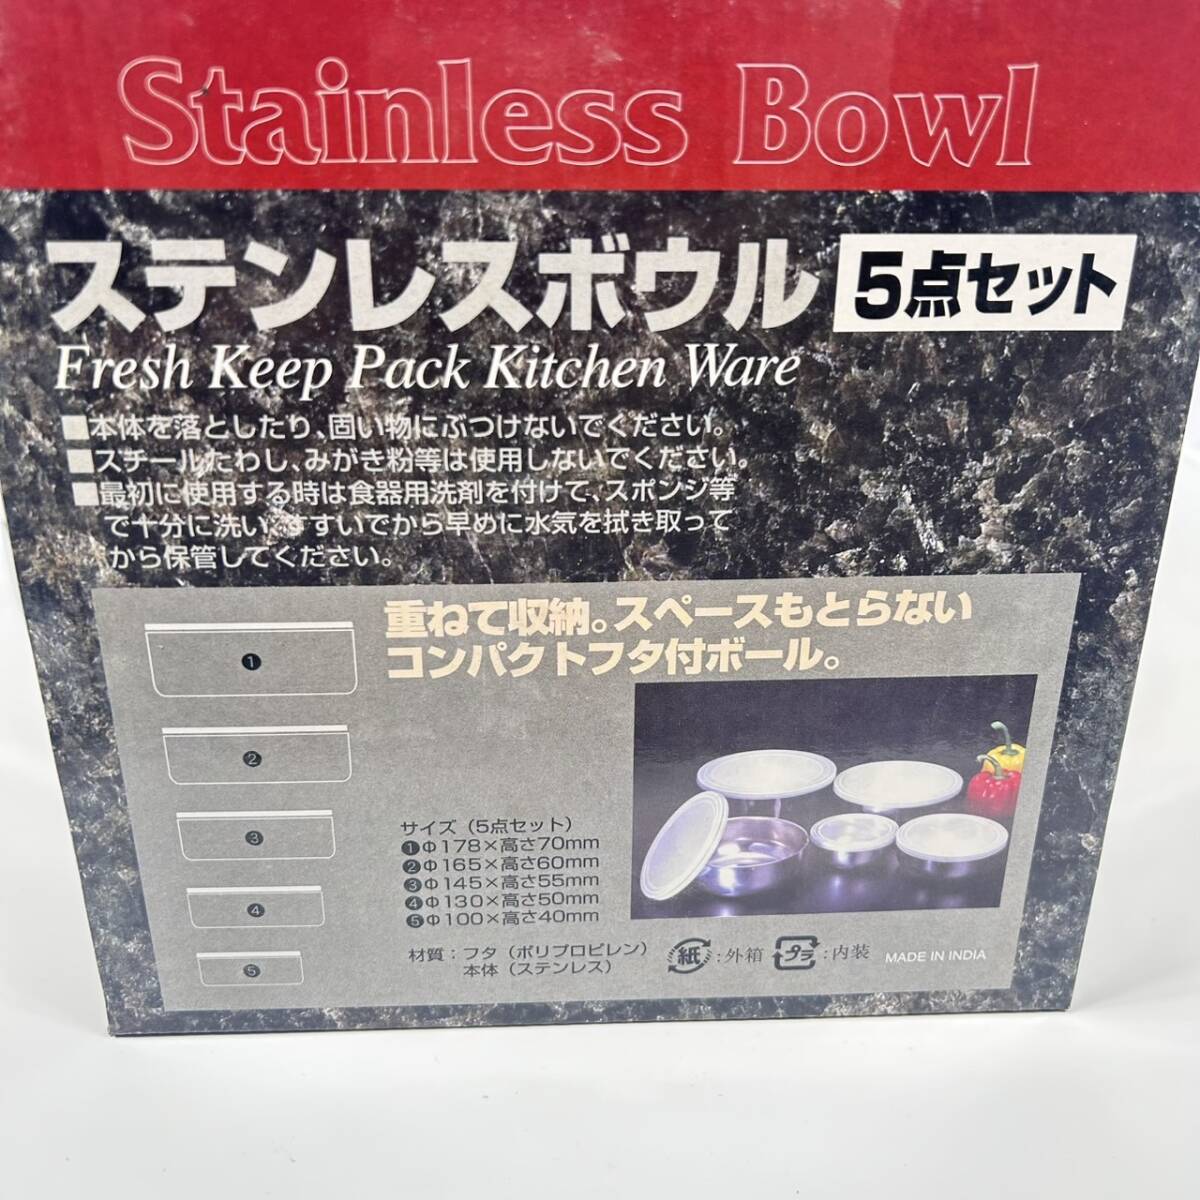 Stainless Bowl
ステンレスボウル 5点セット
Fresh Keep Pack Kitchen Ware
■本体を落としたり、固い物にぶつけないでください。
■スチールたわし、みがき粉等は使用しないでください。
■最初に使用する時は食器用洗剤を付けて、スポンジ等
で十分に洗い、すすいでから早めに水気を拭き取って
から保管してください。
重ねて収納。スペースもとらない
コンパクトフタ付ボール。
❶
❷
❸
❹
❺
サイズ（5点セット）
❶Φ178×高さ70mm
❷Φ165×高さ60mm
❸Φ145×高さ55mm
❹Φ130×高さ50mm
❺Φ100×高さ40mm
材質：フタ（ポリプロピレン）
本体（ステンレス）
紙：外箱 プラ：内装 MADE IN INDIA